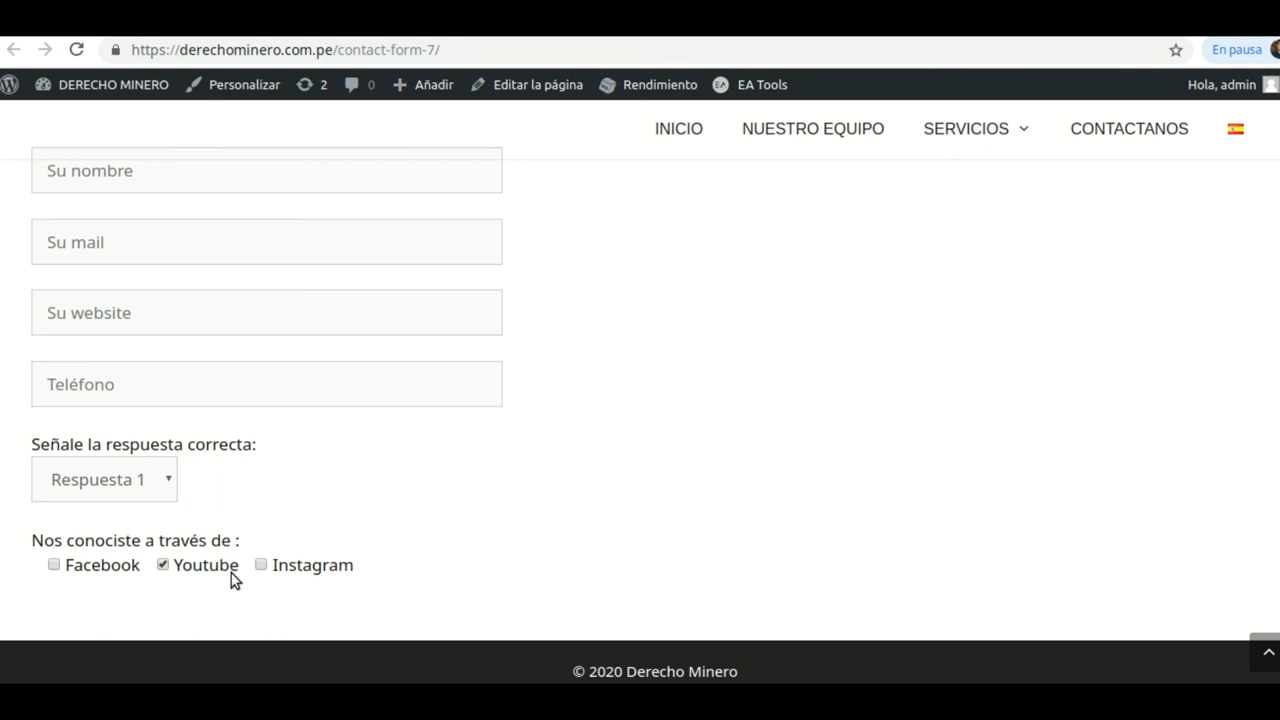 https://derechominero.com.pe/contact-form-7/ En pausa
DERECHO MINERO Personalizar 2 0 Añadir Editar la página Rendimiento EA Tools Hola, admin
INICIO NUESTRO EQUIPO SERVICIOS CONTACTANOS
Su nombre
Su mail
Su website
Teléfono
Señale la respuesta correcta:
Respuesta 1
Nos conociste a través de :
Facebook Youtube Instagram
© 2020 Derecho Minero